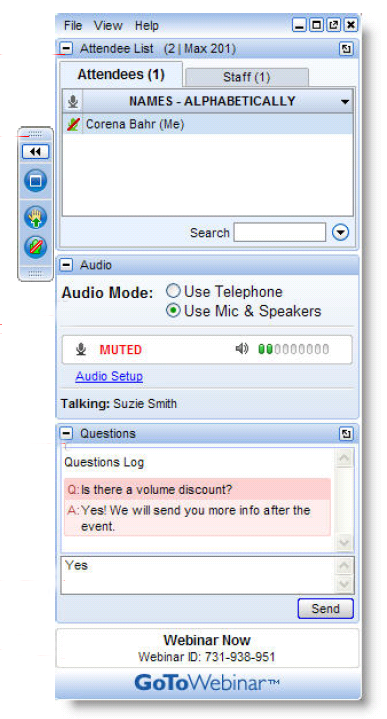 File View Help
Attendee List (2 | Max 201)
Attendees (1) Staff (1)
NAMES - ALPHABETICALLY
Corena Bahr (Me)
Search
Audio
Audio Mode: Use Telephone
Use Mic & Speakers
MUTED
Audio Setup
Talking: Suzie Smith
Questions
Questions Log
Q: Is there a volume discount?
A: Yes! We will send you more info after the
event.
Yes
Send
Webinar Now
Webinar ID: 731-938-951
GoToWebinar™